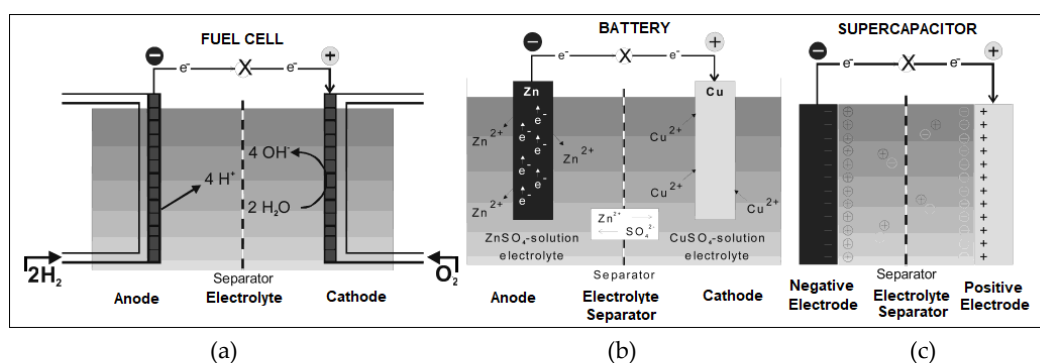 FUEL CELL
−
+
e⁻
X
e⁻
4 OH⁻
4 H⁺
2 H₂O
2H₂
O₂
Separator
Anode
Electrolyte
Cathode
(a)
BATTERY
−
+
e⁻
X
e⁻
Zn
Cu
e⁻
e⁻
e⁻
e⁻
e⁻
e⁻
Zn²⁺
Zn²⁺
Zn²⁺
Cu²⁺
Cu²⁺
Cu²⁺
Zn²⁺
SO₄²⁻
ZnSO₄-solution
electrolyte
CuSO₄-solution
electrolyte
Separator
Anode
Electrolyte
Separator
Cathode
(b)
SUPERCAPACITOR
−
+
e⁻
X
e⁻
Separator
Negative
Electrode
Electrolyte
Separator
Positive
Electrode
(c)